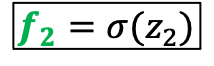 f₂ = σ(z₂)